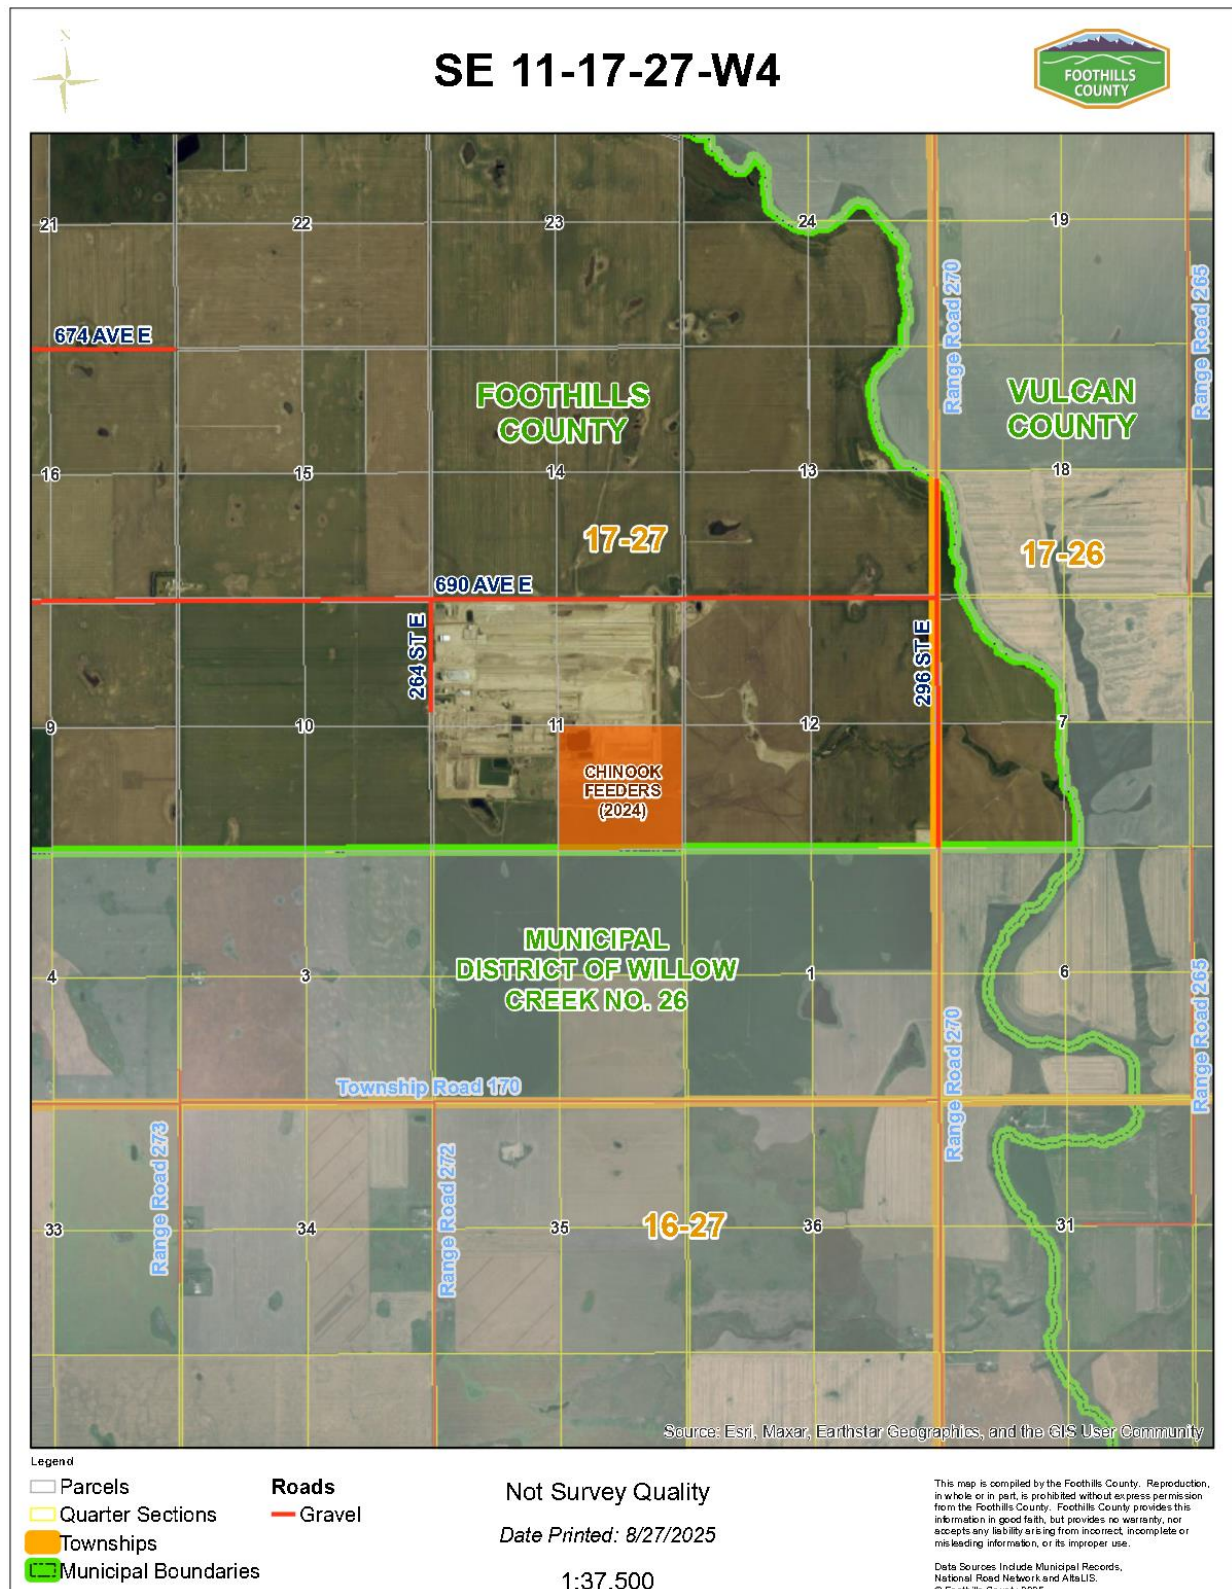 N
SE 11-17-27-W4
FOOTHILLS
COUNTY
21
22
23
24
19
Range Road 270
Range Road 265
674 AVE E
FOOTHILLS
COUNTY
VULCAN
COUNTY
16
15
14
13
18
17-27
17-26
690 AVE E
264 ST E
296 ST E
9
10
11
12
7
CHINOOK
FEEDERS
(2024)
MUNICIPAL
DISTRICT OF WILLOW
CREEK NO. 26
4
3
1
6
Range Road 265
Range Road 270
Township Road 170
Range Road 273
Range Road 272
33
34
35
16-27
36
31
Source: Esri, Maxar, Earthstar Geographics, and the GIS User Community
Legend
Parcels
Quarter Sections
Townships
Municipal Boundaries
Roads
Gravel
Not Survey Quality
Date Printed: 8/27/2025
1:37,500
This map is compiled by the Foothills County. Reproduction,
in whole or in part, is prohibited without express permission
from the Foothills County. Foothills County provides this
information in good faith, but provides no warranty, nor
accepts any liability arising from incorrect, incomplete or
misleading information, or its improper use.
Data Sources Include Municipal Records,
National Road Network and AltaLIS.
© Foothills County 2025